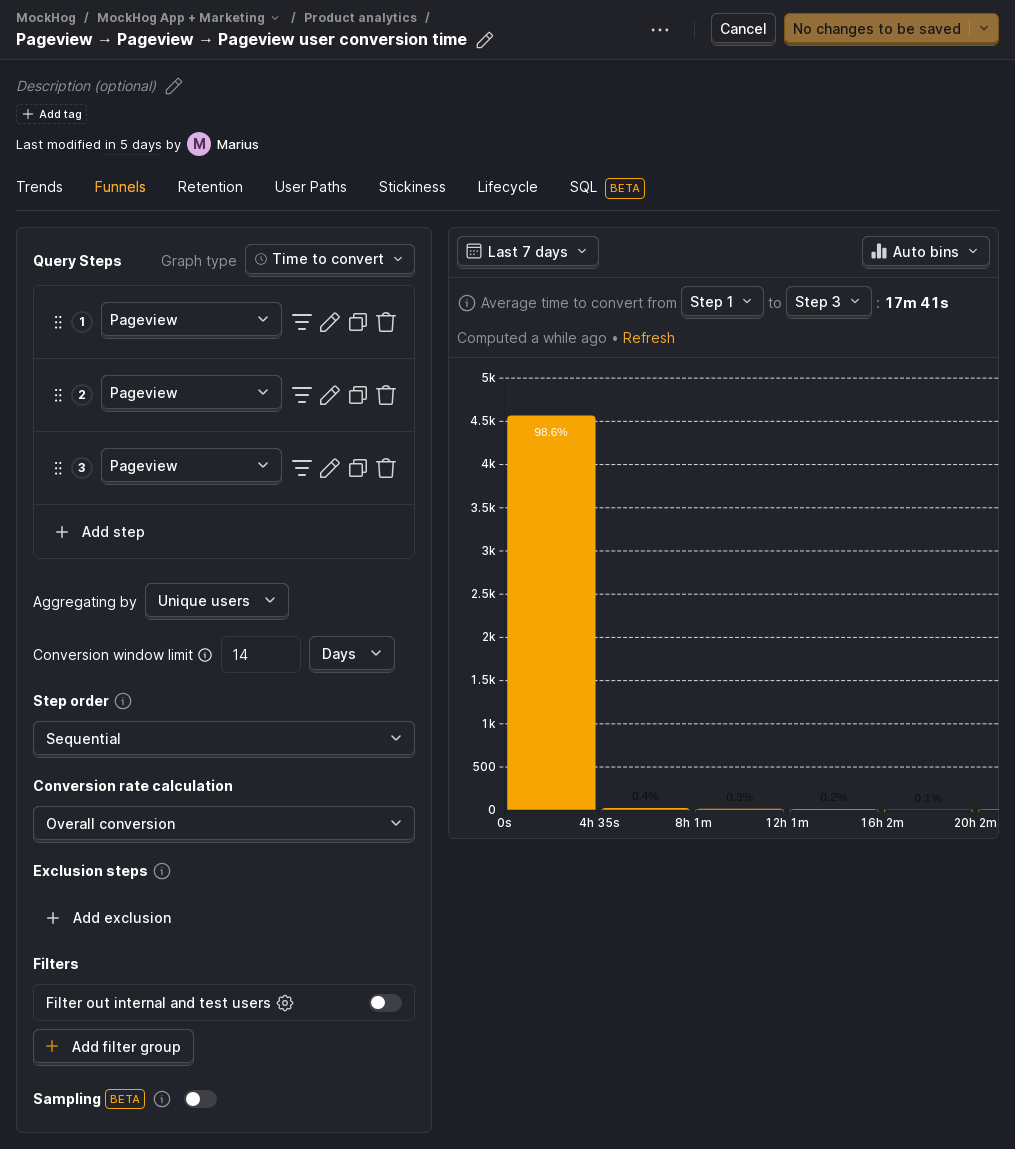 MockHog / MockHog App + Marketing / Product analytics /
Pageview → Pageview → Pageview user conversion time
Cancel
No changes to be saved
Description (optional)
Add tag
Last modified in 5 days by M Marius
Trends Funnels Retention User Paths Stickiness Lifecycle SQL BETA
Query Steps
Graph type Time to convert
1 Pageview
2 Pageview
3 Pageview
Add step
Aggregating by Unique users
Conversion window limit 14 Days
Step order
Sequential
Conversion rate calculation
Overall conversion
Exclusion steps
Add exclusion
Filters
Filter out internal and test users
Add filter group
Sampling BETA
Last 7 days
Auto bins
Average time to convert from Step 1 to Step 3 : 17m 41s
Computed a while ago • Refresh
5k
4.5k
98.6%
4k
3.5k
3k
2.5k
2k
1.5k
1k
500
0.4% 0.3% 0.2% 0.1%
0
0s 4h 35s 8h 1m 12h 1m 16h 2m 20h 2m